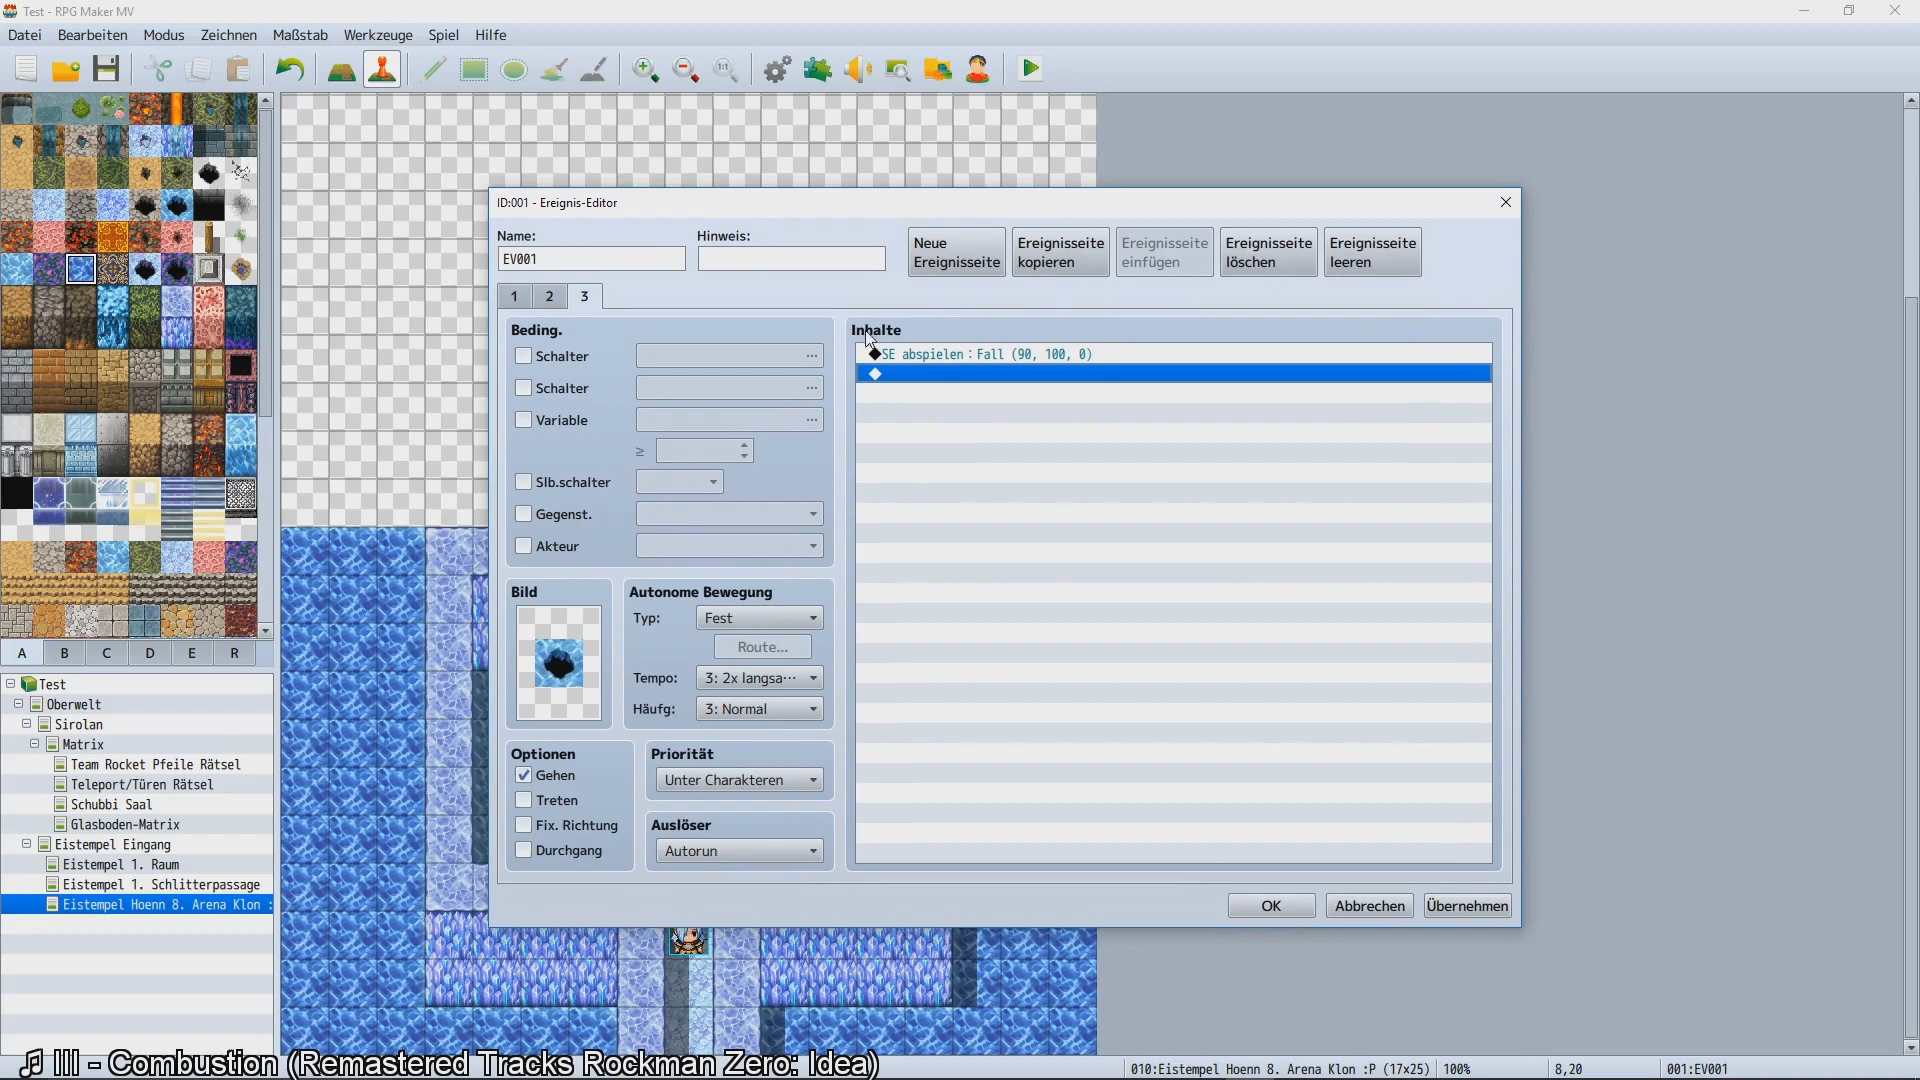 Test - RPG Maker MV
Datei Bearbeiten Modus Zeichnen Maßstab Werkzeuge Spiel Hilfe
1:1
ID:001 - Ereignis-Editor
Name:
Hinweis:
EV001
Neue Ereignisseite
Ereignisseite kopieren
Ereignisseite einfügen
Ereignisseite löschen
Ereignisseite leeren
1 2 3
Beding.
Schalter ...
Schalter ...
Variable ...
≥
Slb.schalter
Gegenst.
Akteur
Inhalte
◆SE abspielen : Fall (90, 100, 0)
◆
Bild
Autonome Bewegung
Typ: Fest
Route...
Tempo: 3: 2x langsa...
Häufg: 3: Normal
Optionen
Gehen
Treten
Fix. Richtung
Durchgang
Priorität
Unter Charakteren
Auslöser
Autorun
OK Abbrechen Übernehmen
A B C D E R
Test
Oberwelt
Sirolan
Matrix
Team Rocket Pfeile Rätsel
Teleport/Türen Rätsel
Schubbi Saal
Glasboden-Matrix
Eistempel Eingang
Eistempel 1. Raum
Eistempel 1. Schlitterpassage
Eistempel Hoenn 8. Arena Klon :
♫ III - Combustion (Remastered Tracks Rockman Zero: Idea)
010:Eistempel Hoenn 8. Arena Klon :P (17x25) 100% 8,20 001:EV001